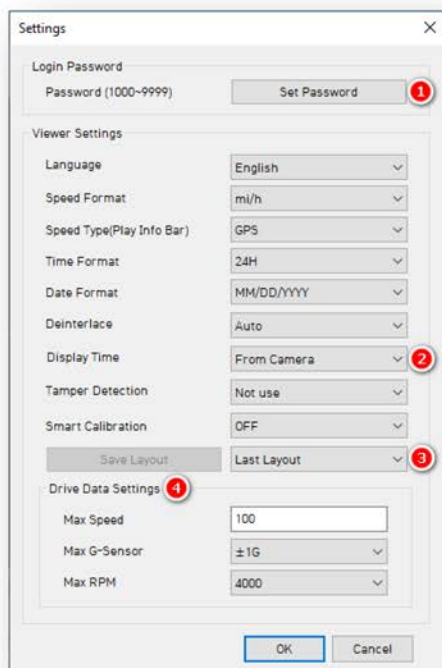 Settings
Login Password
Password (1000~9999) Set Password 1
Viewer Settings
Language English
Speed Format mi/h
Speed Type(Play Info Bar) GPS
Time Format 24H
Date Format MM/DD/YYYY
Deinterlace Auto
Display Time From Camera 2
Tamper Detection Not use
Smart Calibration OFF
Save Layout Last Layout 3
Drive Data Settings 4
Max Speed 100
Max G-Sensor ±1G
Max RPM 4000
OK Cancel